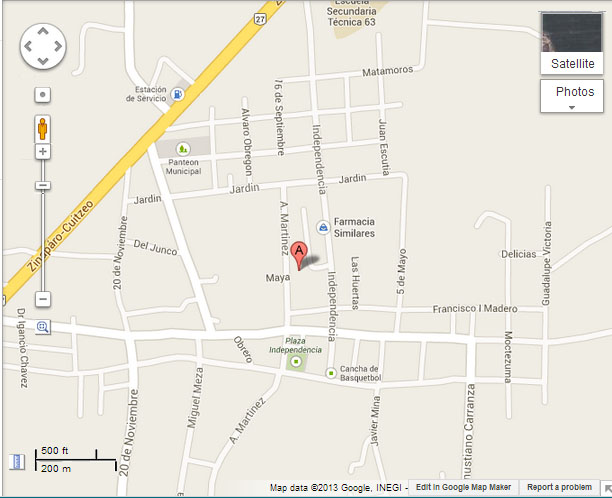 Escuela
Secundaria
Técnica 63
27
Satellite
Photos
Matamoros
Estación
de Servicio
16 de Septiembre
Alvaro Obregon
Independencia
Juan Escutia
Panteon
Municipal
Jardin
Jardin
Jardin
Zinaparo-Cuitzeo
A. Martinez
Farmacia
Similares
20 de Noviembre
Del Junco
A
Maya
Independencia
Las Huertas
5 de Mayo
Delicias
Guadalupe Victoria
Francisco I Madero
Dr Igancio Chavez
Obrero
Plaza
Independencia
Cancha de
Basquetbol
Moctezuma
Miguel Meza
A. Martinez
Javier Mina
nustiano Carranza
20 de Noviembre
500 ft
200 m
Map data ©2013 Google, INEGI -
Edit in Google Map Maker
Report a problem